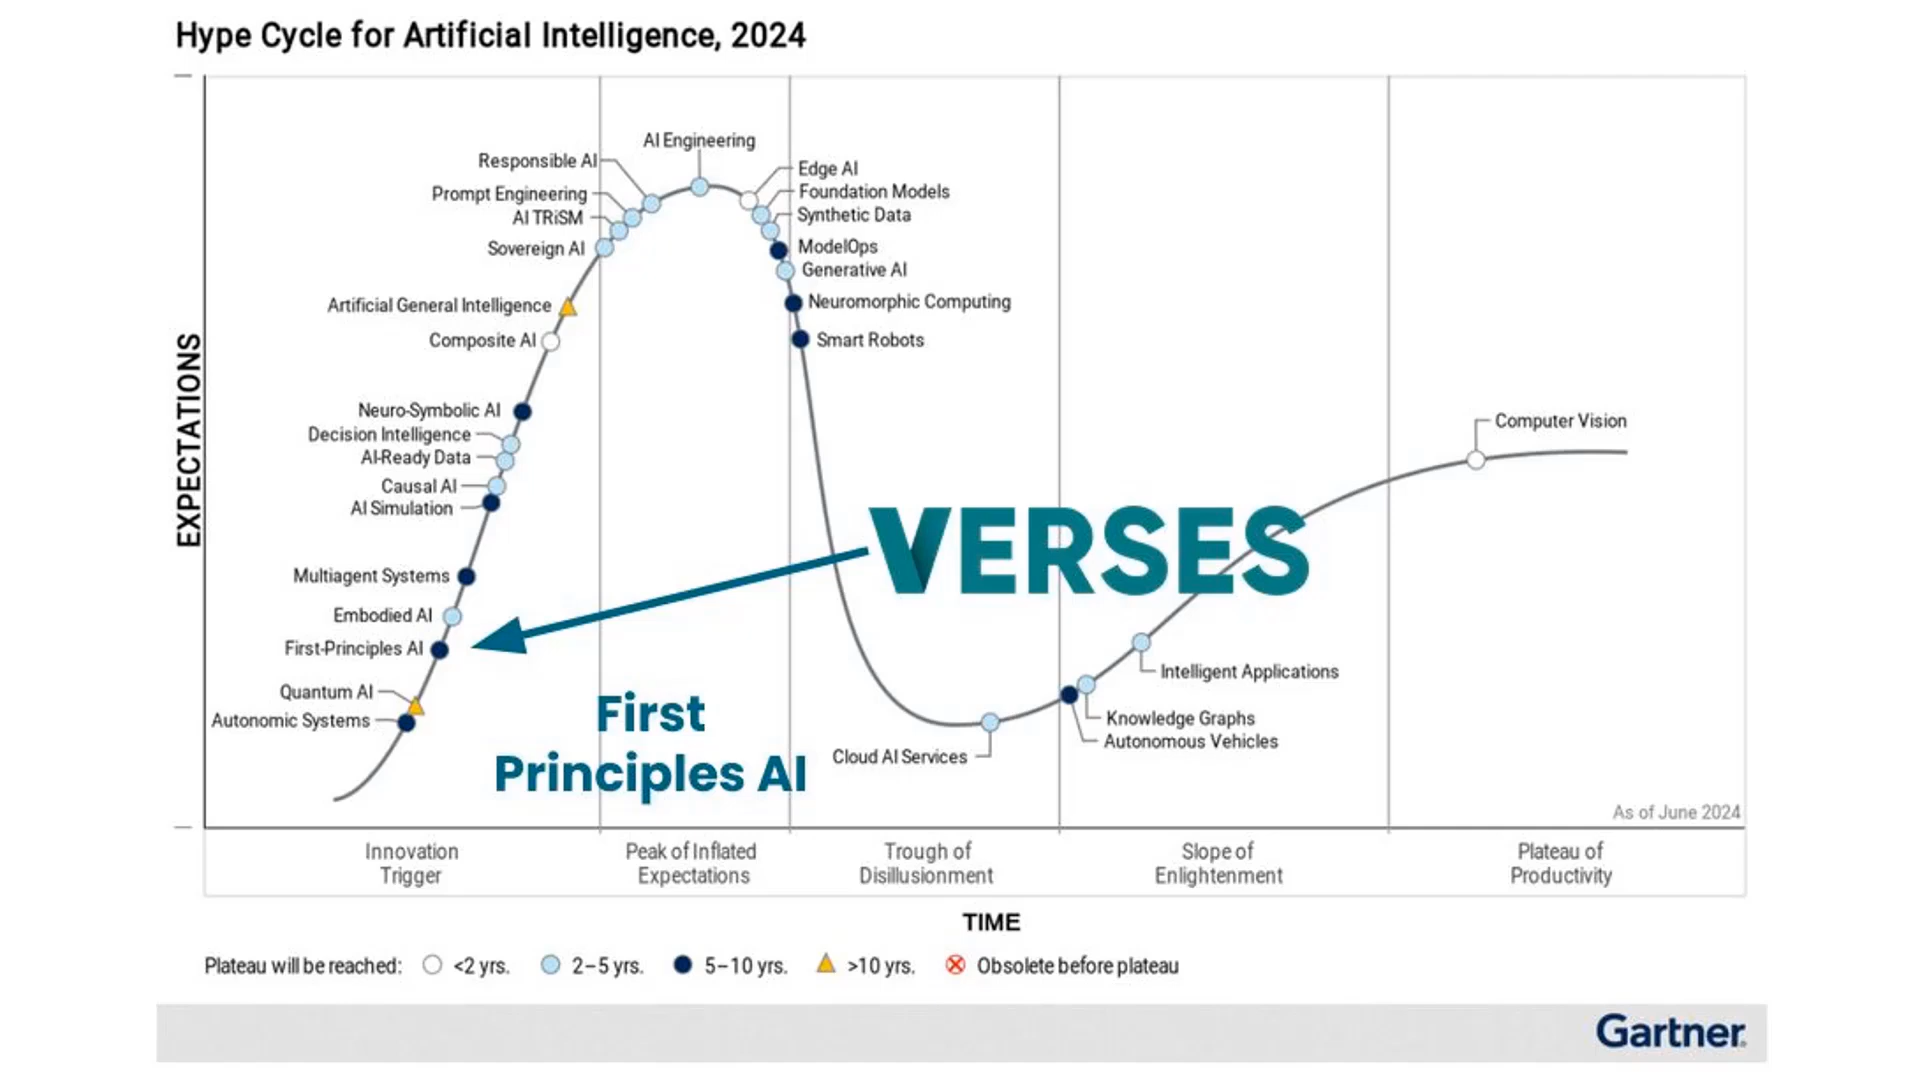 Hype Cycle for Artificial Intelligence, 2024
EXPECTATIONS
AI Engineering
Responsible AI
Prompt Engineering
AI TRiSM
Sovereign AI
Artificial General Intelligence
Composite AI
Neuro-Symbolic AI
Decision Intelligence
AI-Ready Data
Causal AI
AI Simulation
Multiagent Systems
Embodied AI
First-Principles AI
Quantum AI
Autonomic Systems
Edge AI
Foundation Models
Synthetic Data
ModelOps
Generative AI
Neuromorphic Computing
Smart Robots
VERSES
First
Principles AI
Cloud AI Services
Computer Vision
Intelligent Applications
Knowledge Graphs
Autonomous Vehicles
As of June 2024
Innovation
Trigger
Peak of Inflated
Expectations
Trough of
Disillusionment
Slope of
Enlightenment
Plateau of
Productivity
TIME
Plateau will be reached: <2 yrs. 2–5 yrs. 5–10 yrs. >10 yrs. Obsolete before plateau
Gartner.